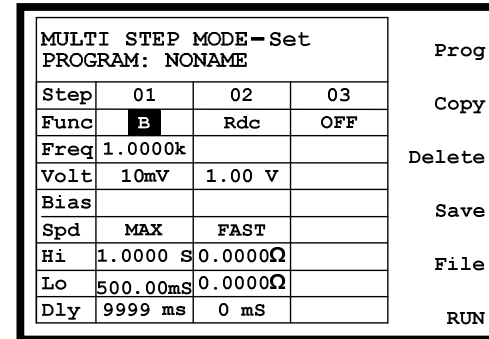 MULTI STEP MODE-Set
PROGRAM: NONAME
Prog
Step 01 02 03
Copy
Func B Rdc OFF
Freq 1.0000k
Delete
Volt 10mV 1.00 V
Bias
Save
Spd MAX FAST
Hi 1.0000 S 0.0000Ω
File
Lo 500.00mS 0.0000Ω
Dly 9999 ms 0 mS
RUN